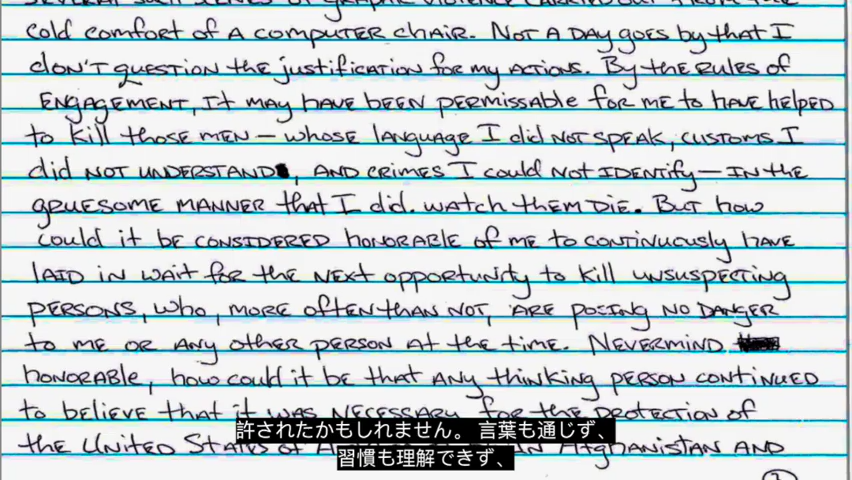 cold comfort of a computer chair. Not a day goes by that I
don't question the justification for my actions. By the rules of
engagement, it may have been permissable for me to have helped
to kill those men — whose language I did not speak, customs I
did not understand, and crimes I could not identify — in the
gruesome manner that I did. watch them die. But how
could it be considered honorable of me to continuously have
laid in wait for the next opportunity to kill unsuspecting
persons, who, more often than not, are posing no danger
to me or any other person at the time. Nevermind
honorable, how could it be that any thinking person continued
to believe that it was necessary for the protection of
the United States of Afghanistan and
許されたかもしれません。 言葉も通じず、
習慣も理解できず、